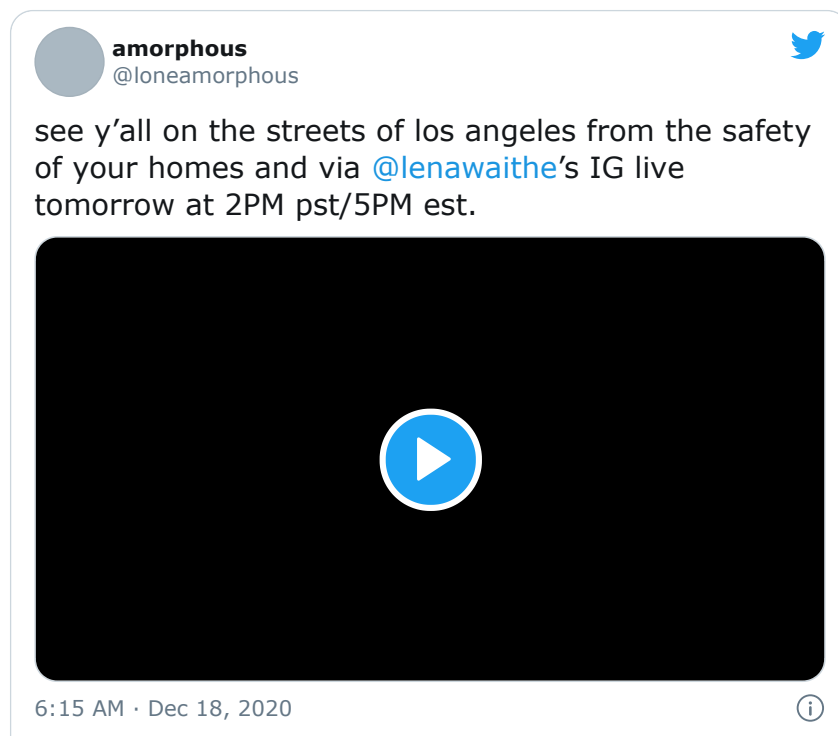 amorphous
@loneamorphous
see y’all on the streets of los angeles from the safety
of your homes and via @lenawaithe’s IG live
tomorrow at 2PM pst/5PM est.
6:15 AM · Dec 18, 2020